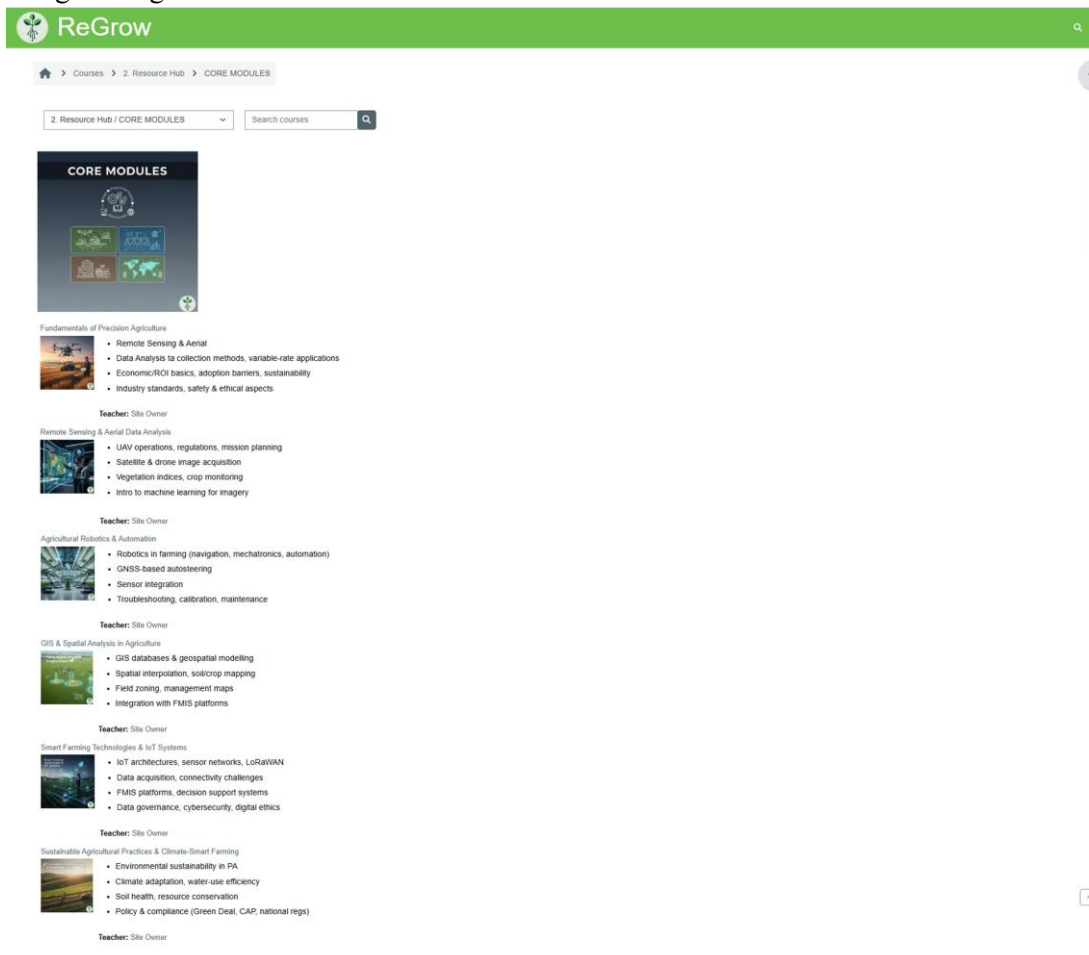 ReGrow
Courses > 2. Resource Hub > CORE MODULES
2. Resource Hub / CORE MODULES
Search courses
CORE MODULES
Fundamentals of Precision Agriculture
• Remote Sensing & Aerial
• Data Analysis ta collection methods, variable-rate applications
• Economic/ROI basics, adoption barriers, sustainability
• Industry standards, safety & ethical aspects
Teacher: Site Owner
Remote Sensing & Aerial Data Analysis
• UAV operations, regulations, mission planning
• Satellite & drone image acquisition
• Vegetation indices, crop monitoring
• Intro to machine learning for imagery
Teacher: Site Owner
Agricultural Robotics & Automation
• Robotics in farming (navigation, mechatronics, automation)
• GNSS-based autosteering
• Sensor integration
• Troubleshooting, calibration, maintenance
Teacher: Site Owner
GIS & Spatial Analysis in Agriculture
• GIS databases & geospatial modelling
• Spatial interpolation, soil/crop mapping
• Field zoning, management maps
• Integration with FMIS platforms
Teacher: Site Owner
Smart Farming Technologies & IoT Systems
• IoT architectures, sensor networks, LoRaWAN
• Data acquisition, connectivity challenges
• FMIS platforms, decision support systems
• Data governance, cybersecurity, digital ethics
Teacher: Site Owner
Sustainable Agricultural Practices & Climate-Smart Farming
• Environmental sustainability in PA
• Climate adaptation, water-use efficiency
• Soil health, resource conservation
• Policy & compliance (Green Deal, CAP, national regs)
Teacher: Site Owner